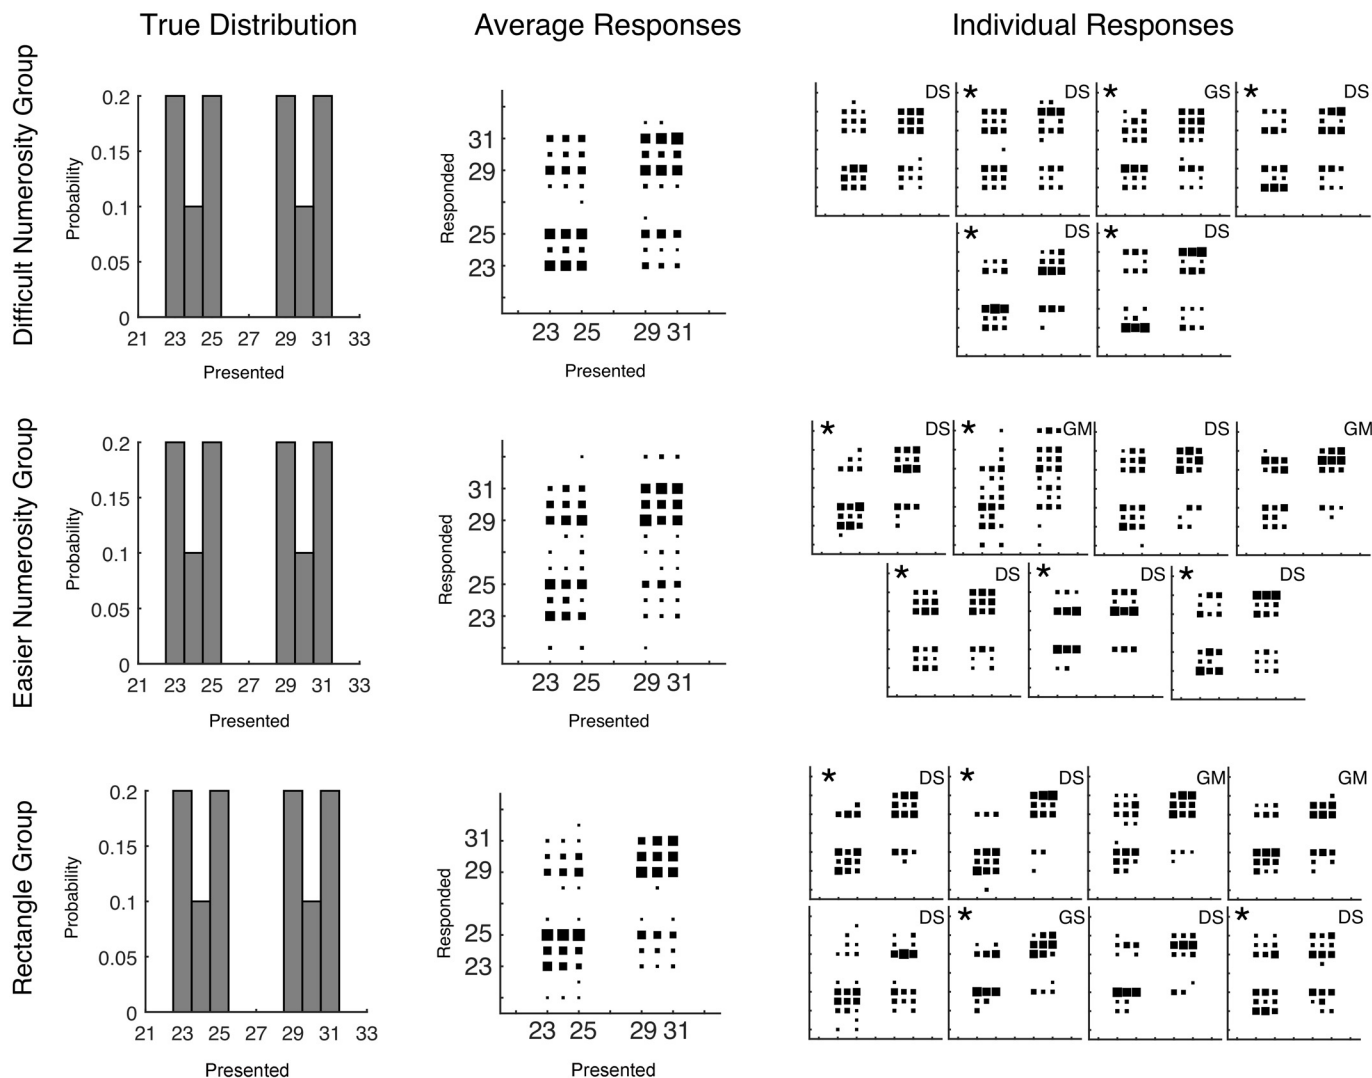 True Distribution
Average Responses
Individual Responses
Difficult Numerosity Group
Probability
0.2
0.15
0.1
0.05
0
21 23 25 27 29 31 33
Presented
Responded
31
29
25
23
23 25 29 31
Presented
DS
* DS
* GS
* DS
* DS
* DS
Easier Numerosity Group
Probability
0.2
0.15
0.1
0.05
0
21 23 25 27 29 31 33
Presented
Responded
31
29
25
23
23 25 29 31
Presented
* DS
* GM
DS
GM
* DS
* DS
* DS
Rectangle Group
Probability
0.2
0.15
0.1
0.05
0
21 23 25 27 29 31 33
Presented
Responded
31
29
25
23
23 25 29 31
Presented
* DS
* DS
GM
GM
DS
* GS
DS
* DS